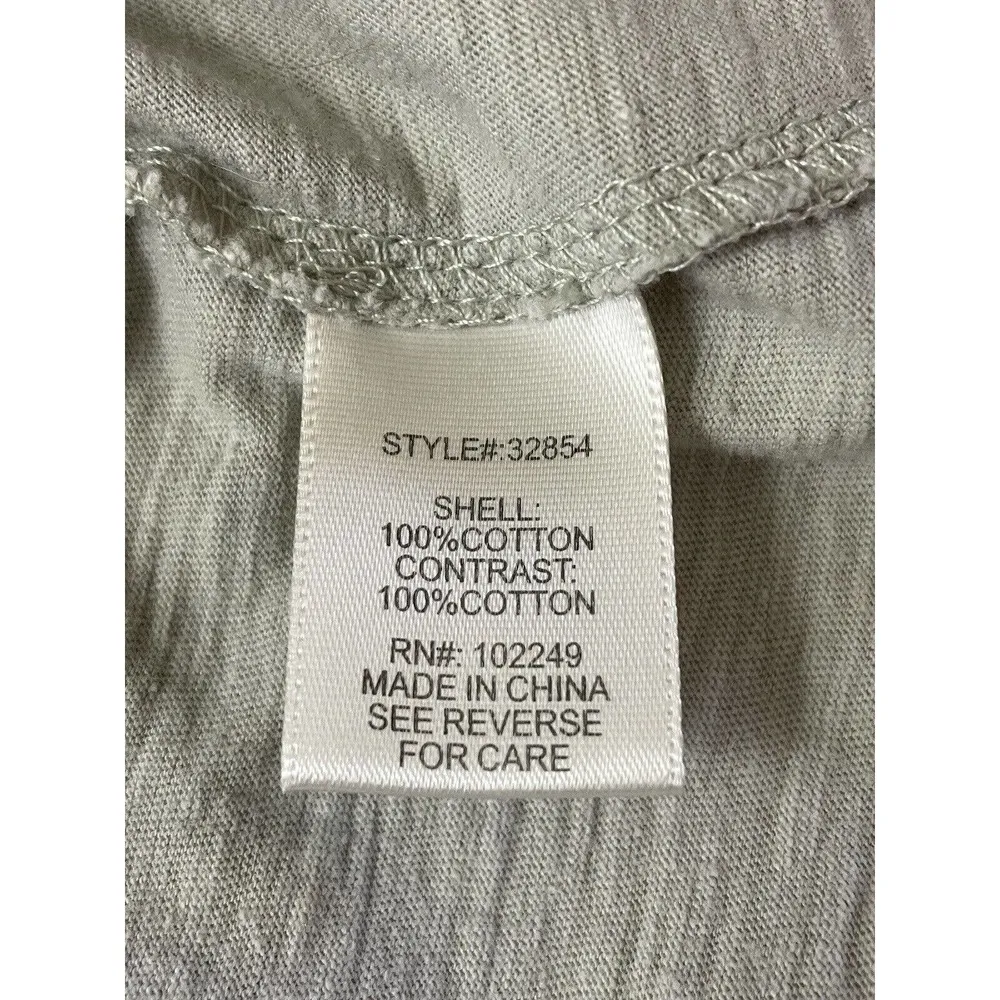 STYLE#:32854
SHELL:
100%COTTON
CONTRAST:
100%COTTON
RN#: 102249
MADE IN CHINA
SEE REVERSE
FOR CARE